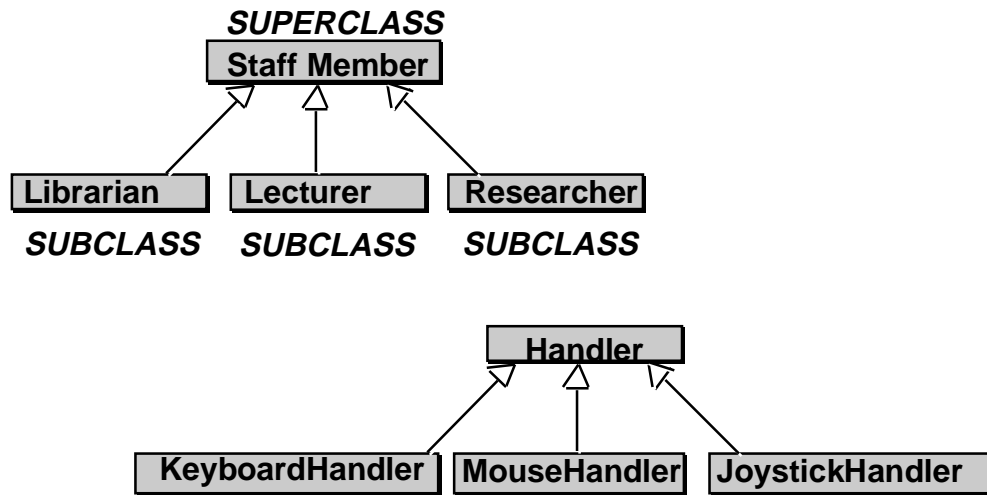 SUPERCLASS
Staff Member
Librarian Lecturer Researcher
SUBCLASS SUBCLASS SUBCLASS
Handler
KeyboardHandler MouseHandler JoystickHandler